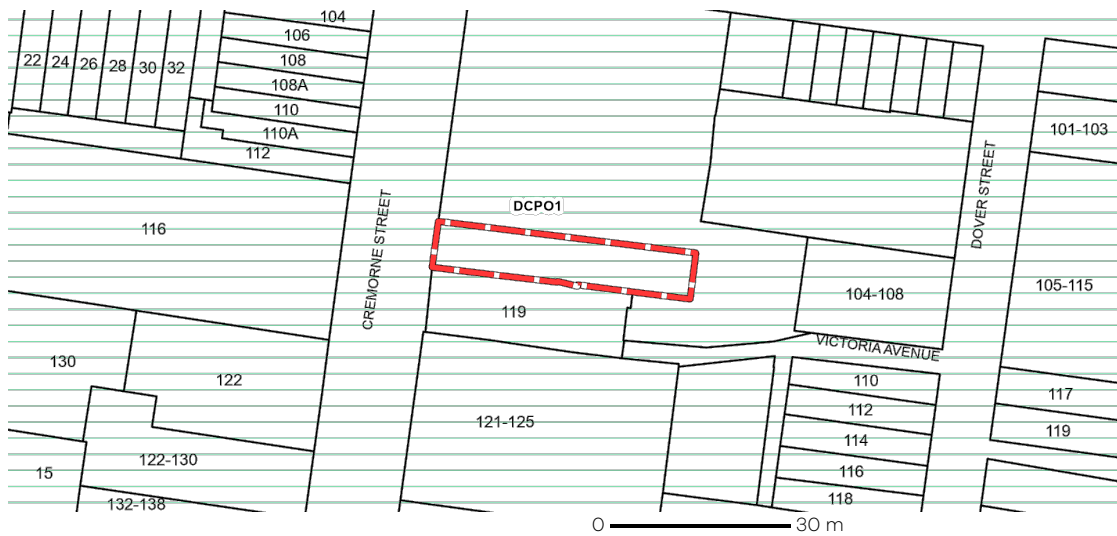 104
106
22 24 26 28 30 32
108
108A
110
110A
112
101-103
DOVER STREET
CREMORNE STREET
DCPO1
116
104-108
105-115
119
VICTORIA AVENUE
130
122
110
117
112
121-125
119
114
122-130
15
116
132-138
118
0 30 m